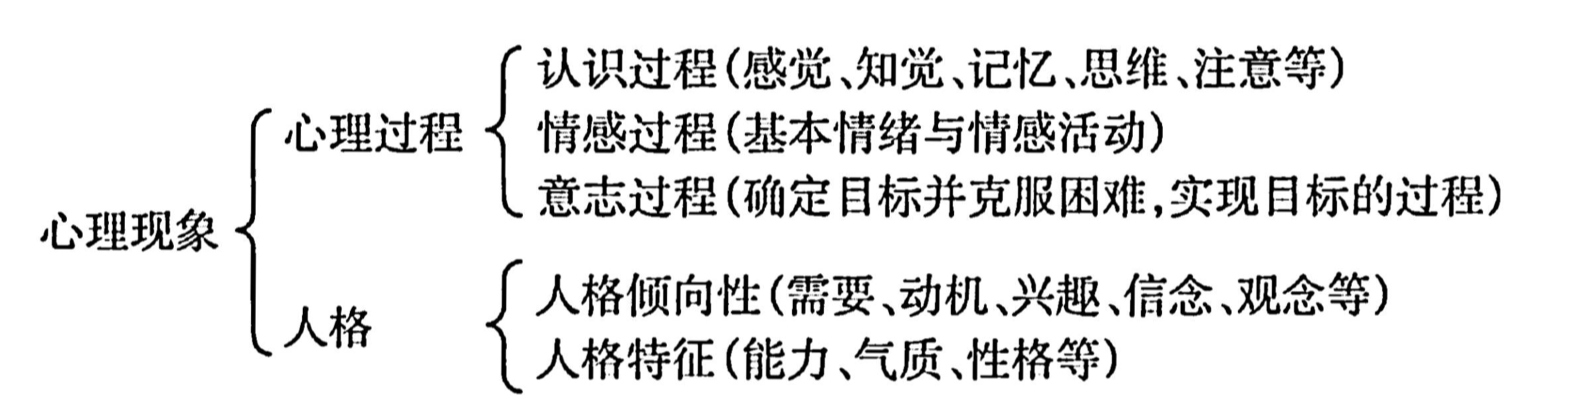 认识过程(感觉、知觉、记忆、思维、注意等)
心理过程
情感过程(基本情绪与情感活动)
意志过程(确定目标并克服困难,实现目标的过程)
心理现象
人格倾向性(需要、动机、兴趣、信念、观念等)
人格
人格特征(能力、气质、性格等)